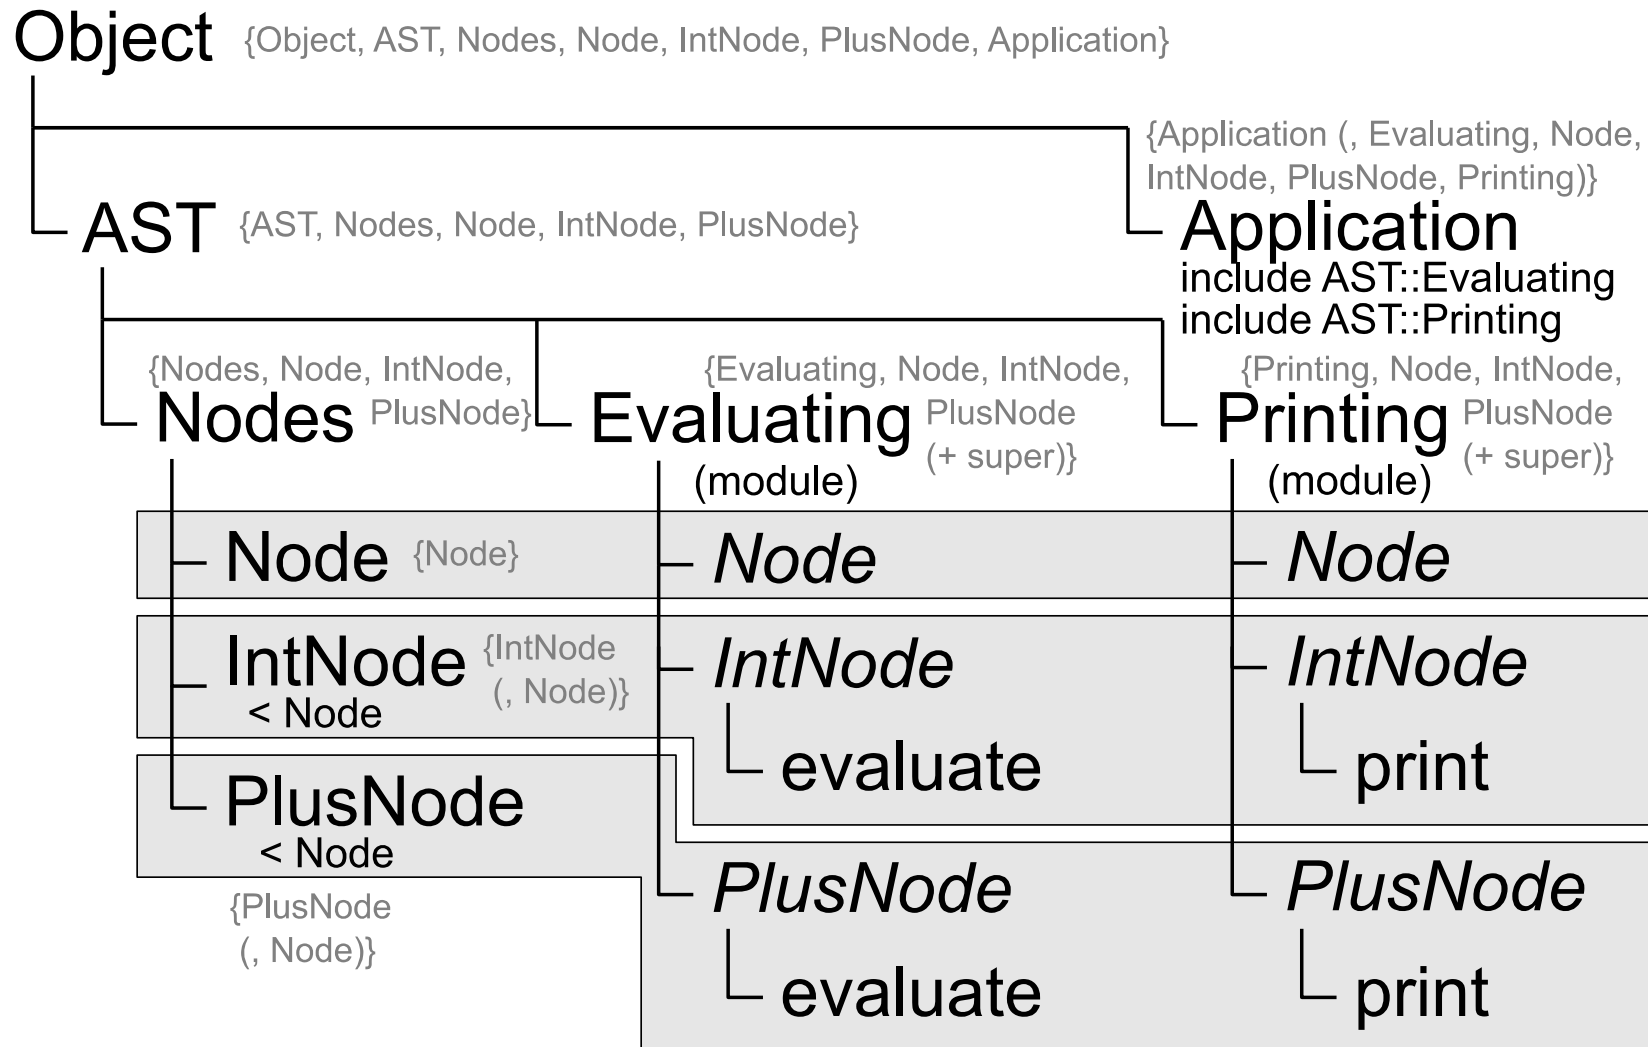 Object {Object, AST, Nodes, Node, IntNode, PlusNode, Application}
{Application (, Evaluating, Node,
IntNode, PlusNode, Printing)}
AST {AST, Nodes, Node, IntNode, PlusNode}
Application
include AST::Evaluating
include AST::Printing
{Nodes, Node, IntNode,
Nodes PlusNode}
{Evaluating, Node, IntNode,
Evaluating PlusNode
(+ super)}
(module)
{Printing, Node, IntNode,
Printing PlusNode
(+ super)}
(module)
Node {Node}
Node
Node
IntNode {IntNode
(, Node)}
< Node
IntNode
evaluate
IntNode
print
PlusNode
< Node
{PlusNode
(, Node)}
PlusNode
evaluate
PlusNode
print